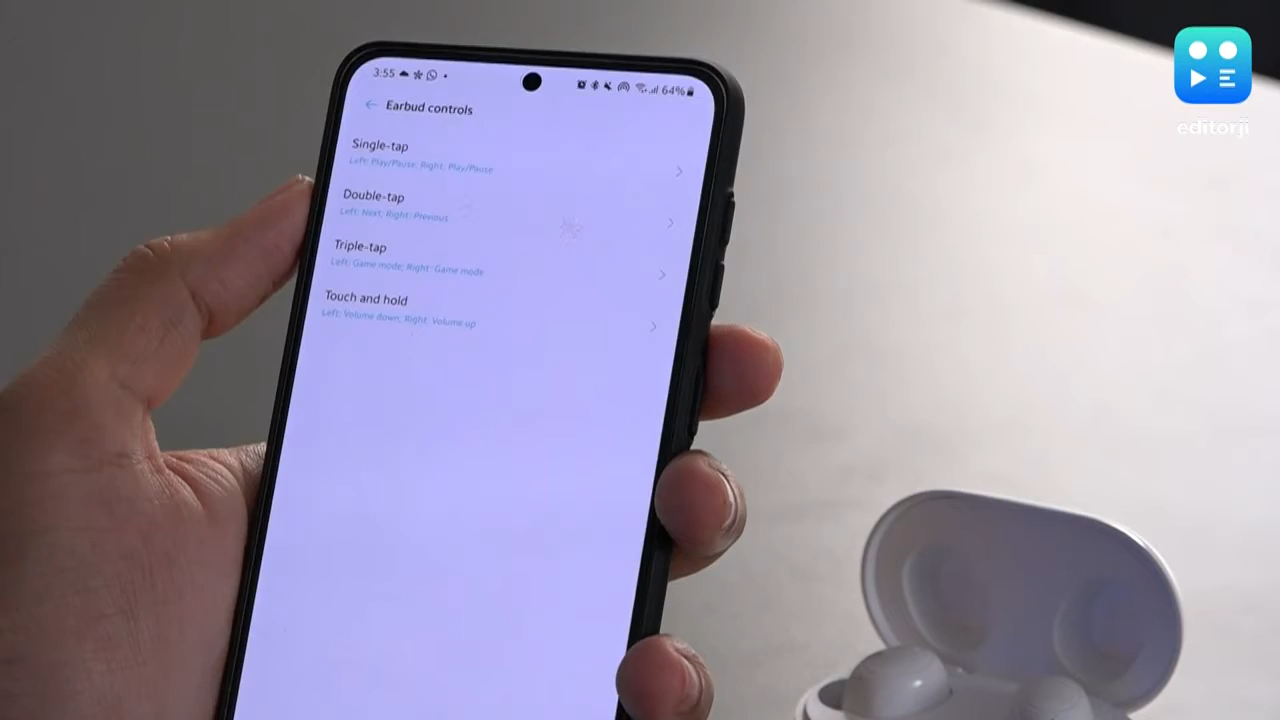 3:55
64%
Earbud controls
Single-tap
Left: Play/Pause; Right: Play/Pause
Double-tap
Left: Next; Right: Previous
Triple-tap
Left: Game mode; Right: Game mode
Touch and hold
Left: Volume down; Right: Volume up
editorji